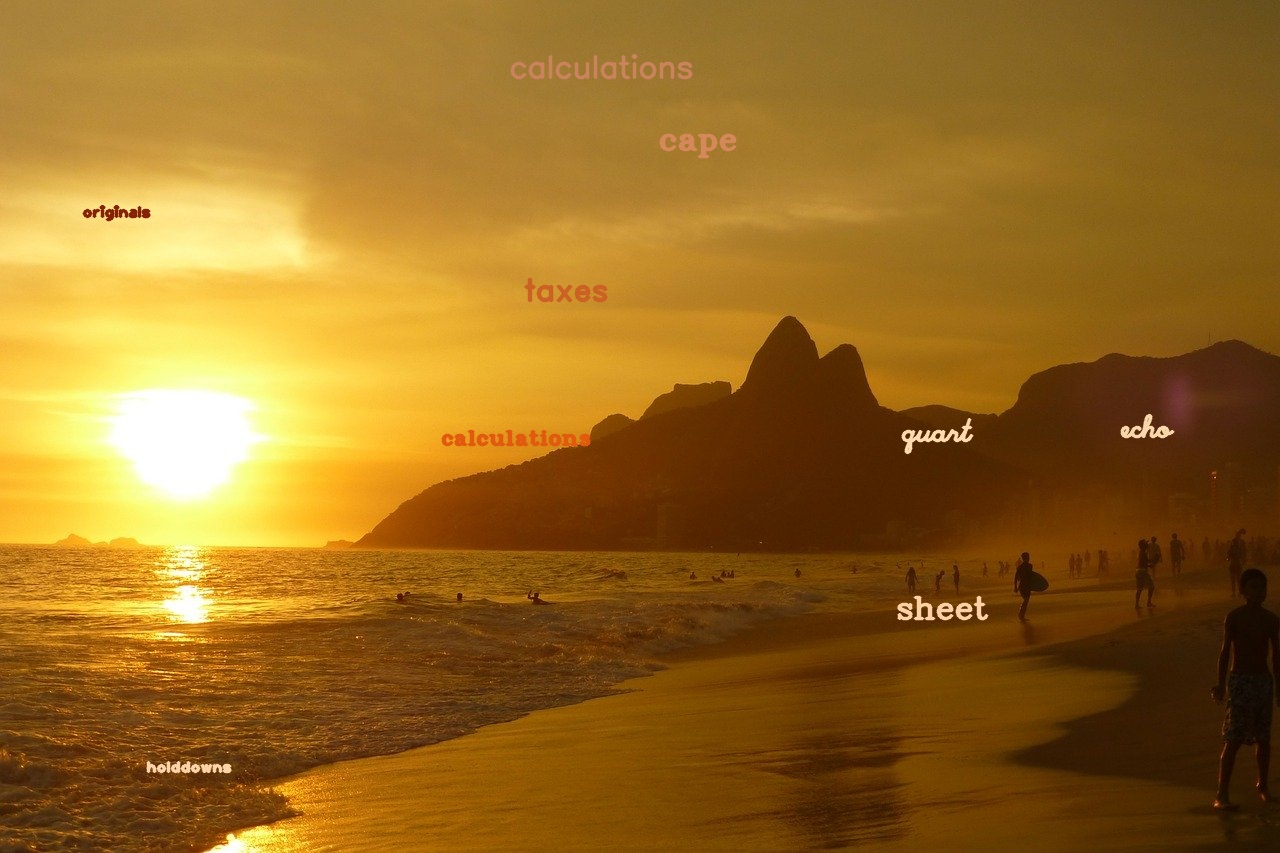 calculations
cape
originals
taxes
calculations
quart
echo
sheet
holddowns